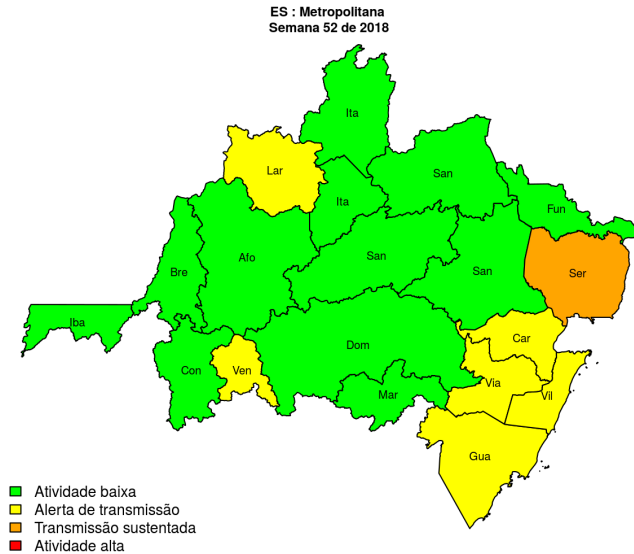 ES : Metropolitana
Semana 52 de 2018
Ita
Lar
San
Ita
Fun
Afo
San
San
Bre
Ser
Iba
Car
Dom
Con
Ven
Via
Mar
Vil
Gua
Atividade baixa
Alerta de transmissão
Transmissão sustentada
Atividade alta